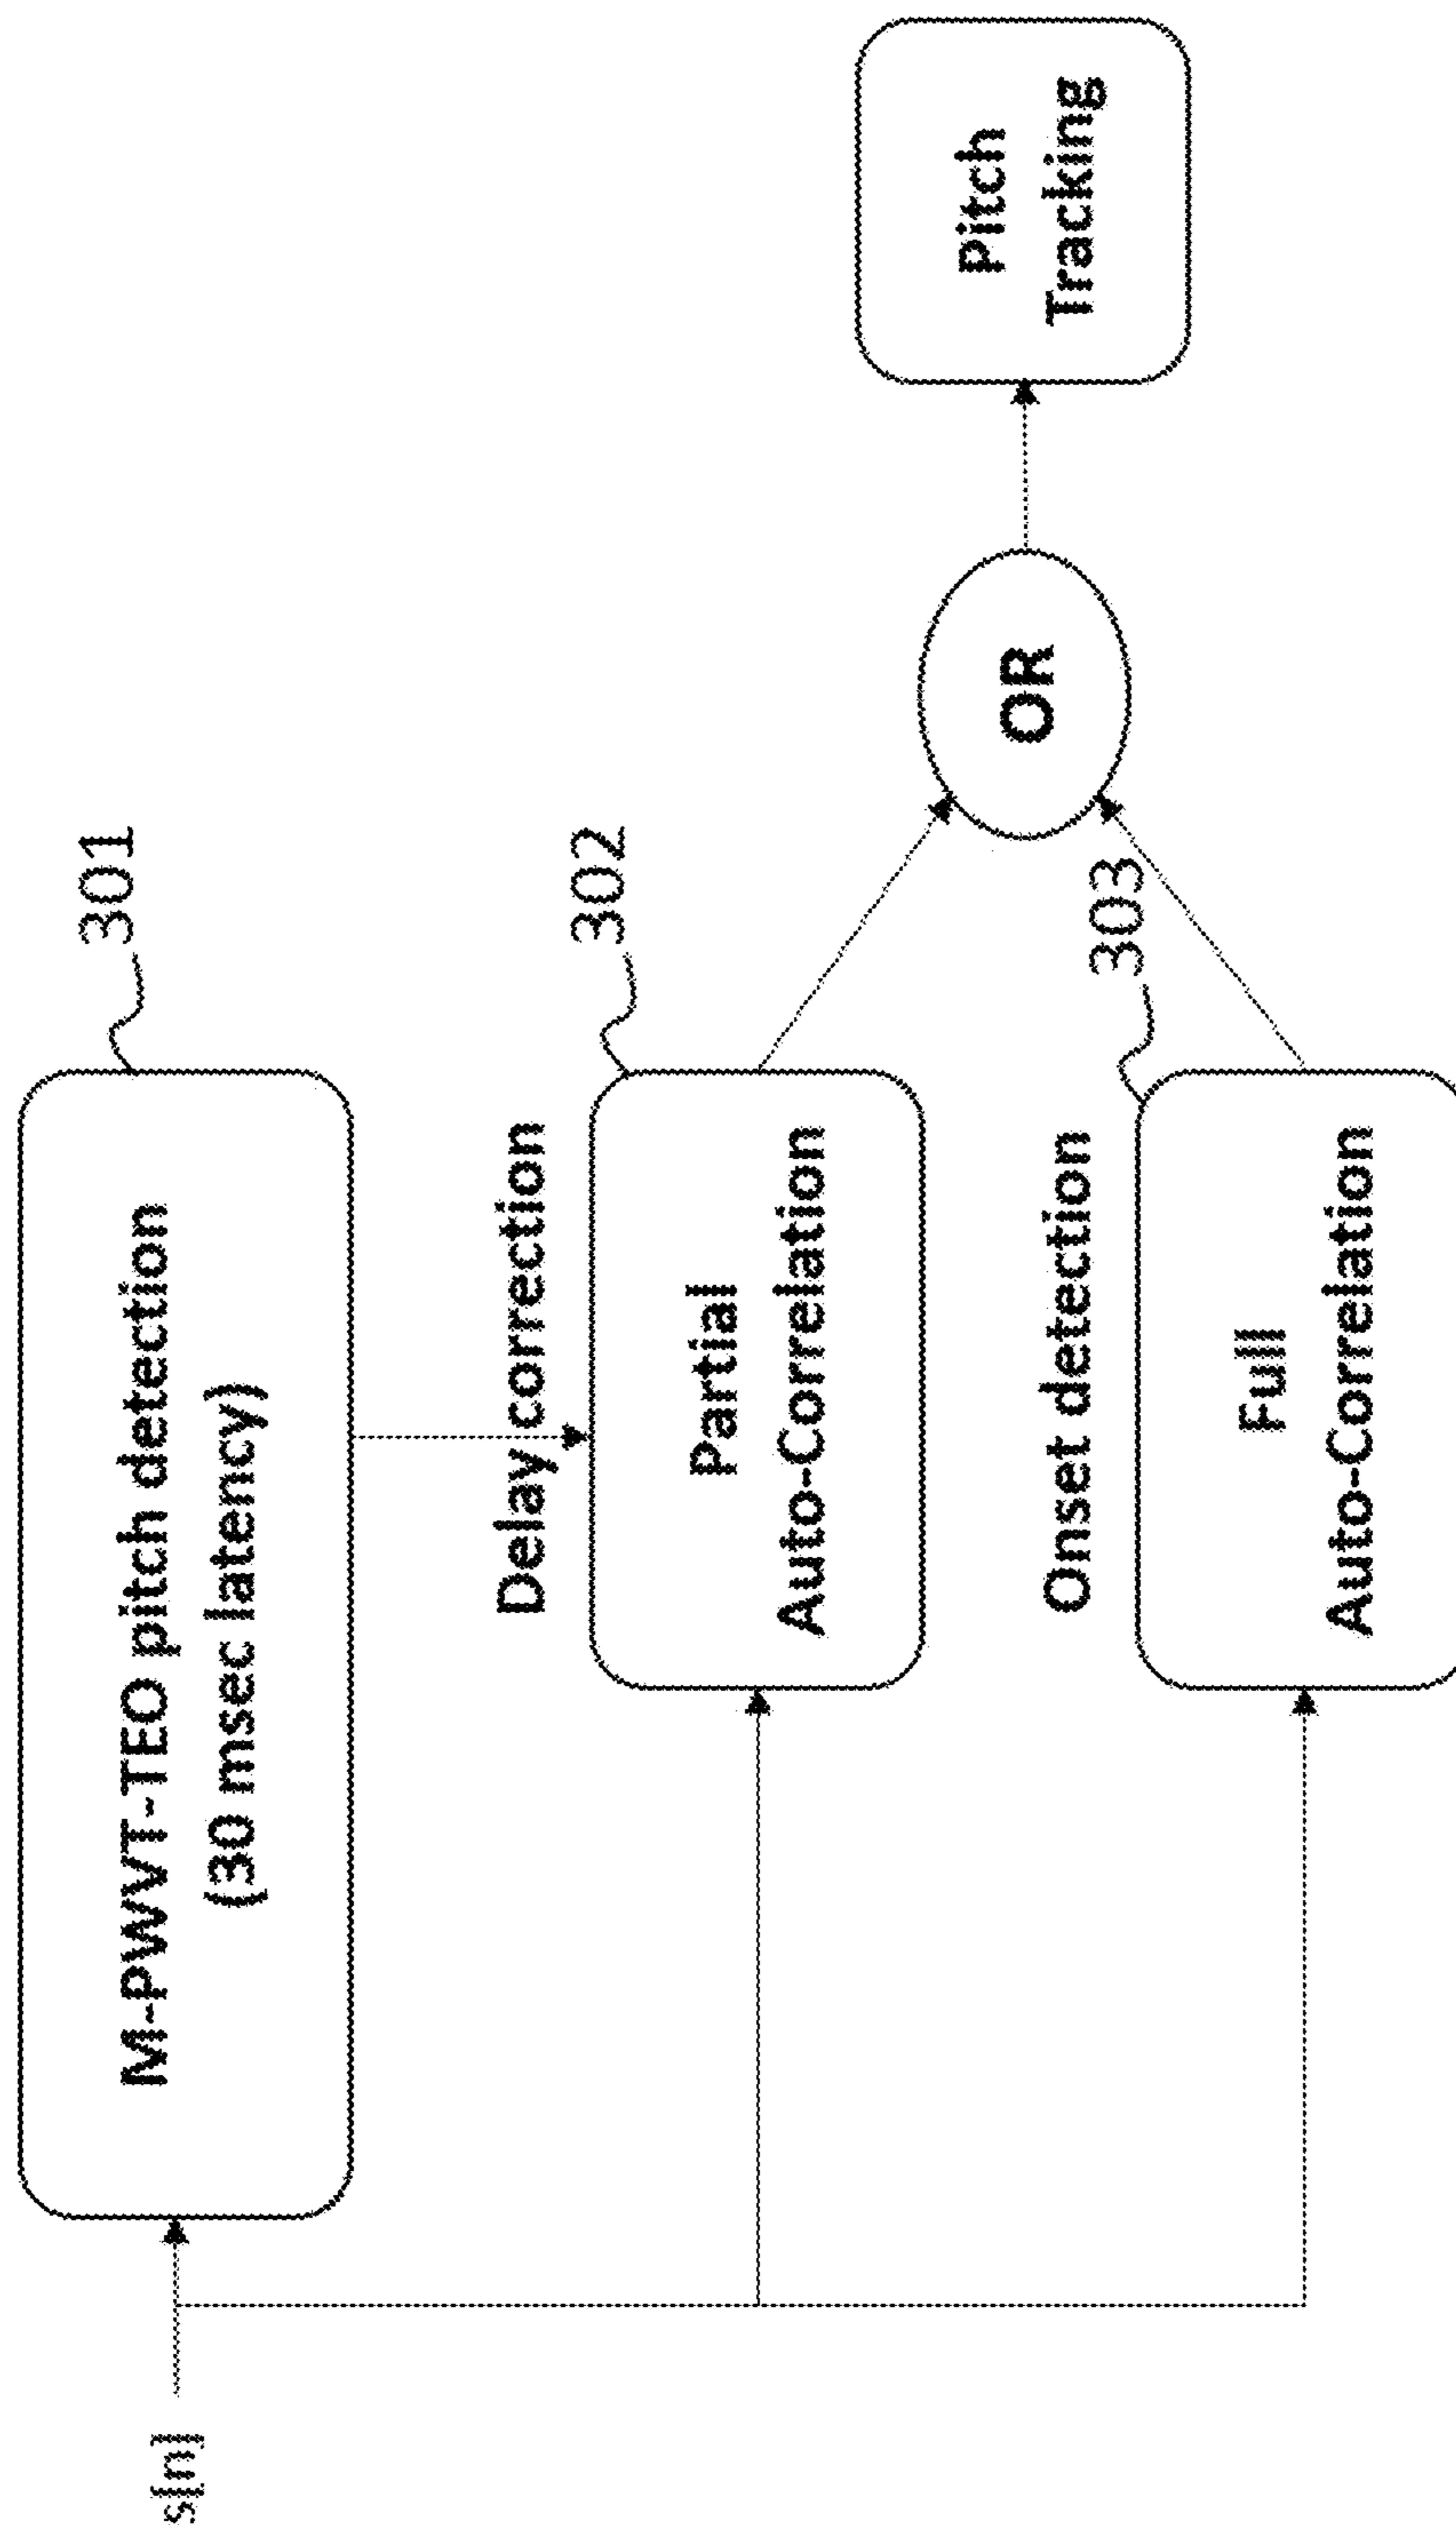 s[n]
M-PWVT-TEO pitch detection
(30 msec latency)
301
Delay correction
302
Partial
Auto-Correlation
Onset detection
303
Full
Auto-Correlation
OR
Pitch
Tracking